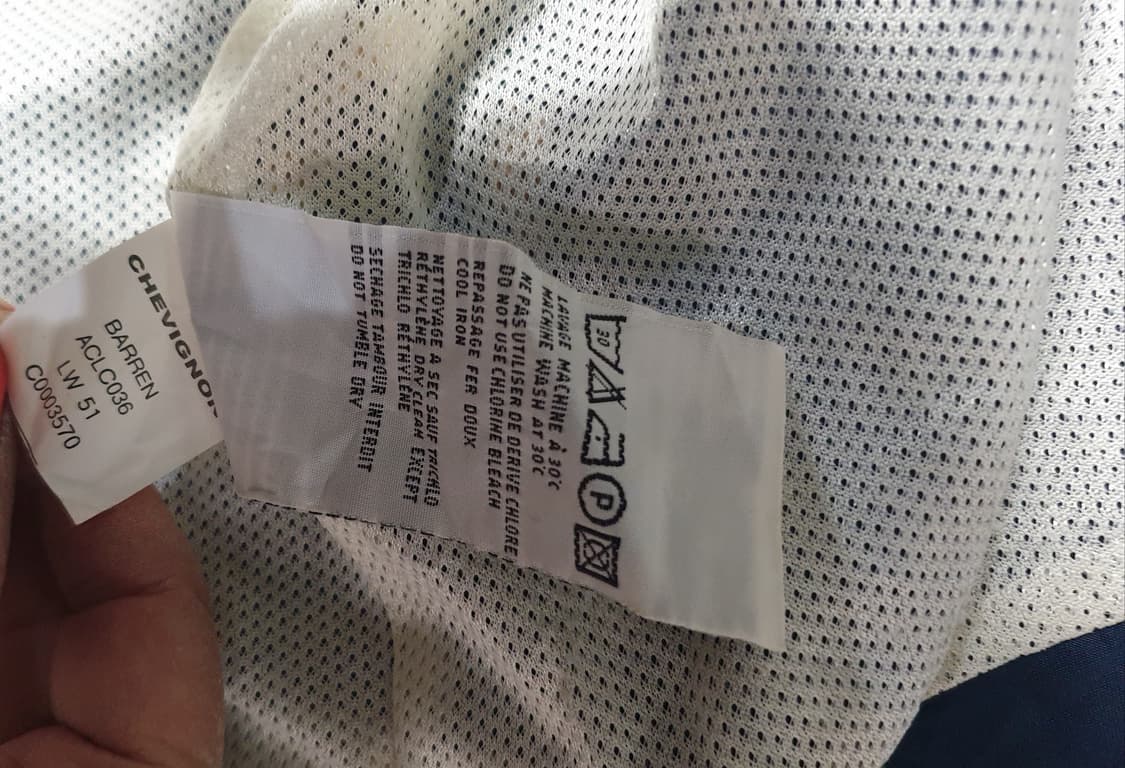 CHEVIGNON
BARREN
ACLC036
LW 51
C0003570
30
P
LAVAGE MACHINE À 30°C
MACHINE WASH AT 30°C
NE PAS UTILISER DE DERIVE CHLORE
DO NOT USE CHLORINE BLEACH
REPASSAGE FER DOUX
COOL IRON
NETTOYAGE A SEC SAUF TRICHLO
RÉTHYLÈNE DRY CLEAN EXCEPT
TRICHLO RÉTHYLÈNE
SECHAGE TAMBOUR INTERDIT
DO NOT TUMBLE DRY